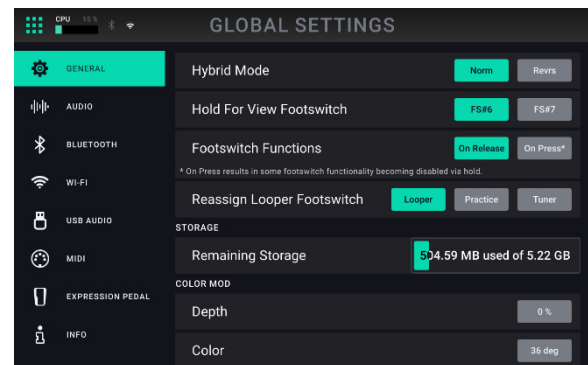 CPU 15 %
GLOBAL SETTINGS
GENERAL
AUDIO
BLUETOOTH
WI-FI
USB AUDIO
MIDI
EXPRESSION PEDAL
INFO
Hybrid Mode Norm Revrs
Hold For View Footswitch FS#6 FS#7
Footswitch Functions On Release On Press*
* On Press results in some footswitch functionality becoming disabled via hold.
Reassign Looper Footswitch Looper Practice Tuner
STORAGE
Remaining Storage 504.59 MB used of 5.22 GB
COLOR MOD
Depth 0 %
Color 36 deg